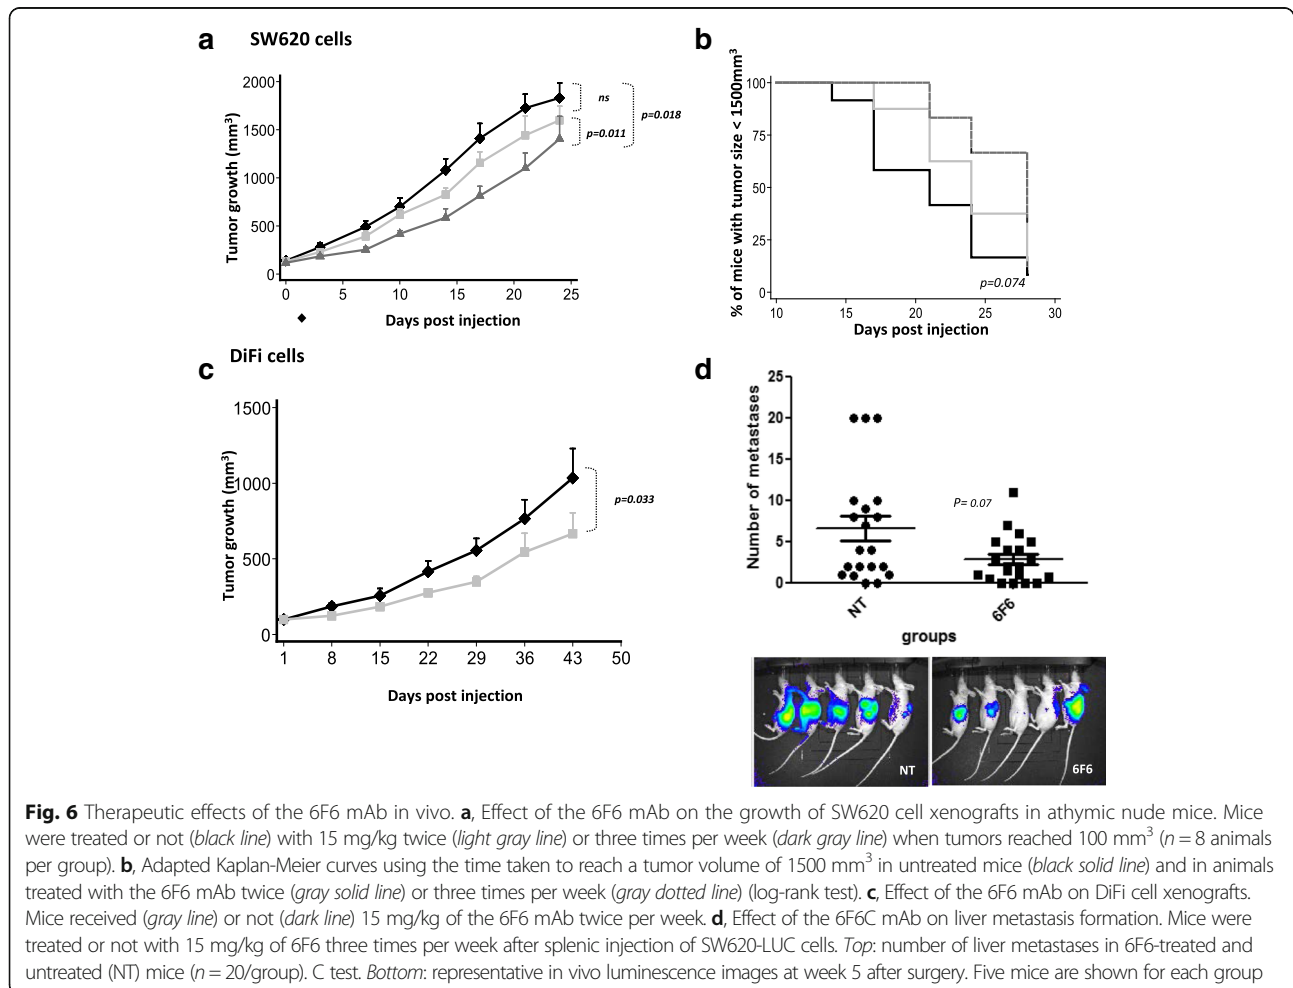 a
SW620 cells
Tumor growth (mm³)
2000
1500
1000
500
0
ns
p=0.011
p=0.018
0 5 10 15 20 25
Days post injection
b
% of mice with tumor size < 1500mm³
100
75
50
25
0
p=0.074
10 15 20 25 30
Days post injection
c
DiFi cells
Tumor growth (mm³)
1500
1000
500
0
p=0.033
1 8 15 22 29 36 43 50
Days post injection
d
Number of metastases
25
20
15
10
5
0
P= 0.07
NT 6F6
groups
NT
6F6
Fig. 6 Therapeutic effects of the 6F6 mAb in vivo. a, Effect of the 6F6 mAb on the growth of SW620 cell xenografts in athymic nude mice. Mice
were treated or not (black line) with 15 mg/kg twice (light gray line) or three times per week (dark gray line) when tumors reached 100 mm³ (n = 8 animals
per group). b, Adapted Kaplan-Meier curves using the time taken to reach a tumor volume of 1500 mm³ in untreated mice (black solid line) and in animals
treated with the 6F6 mAb twice (gray solid line) or three times per week (gray dotted line) (log-rank test). c, Effect of the 6F6 mAb on DiFi cell xenografts.
Mice received (gray line) or not (dark line) 15 mg/kg of the 6F6 mAb twice per week. d, Effect of the 6F6C mAb on liver metastasis formation. Mice were
treated or not with 15 mg/kg of 6F6 three times per week after splenic injection of SW620-LUC cells. Top: number of liver metastases in 6F6-treated and
untreated (NT) mice (n = 20/group). C test. Bottom: representative in vivo luminescence images at week 5 after surgery. Five mice are shown for each group